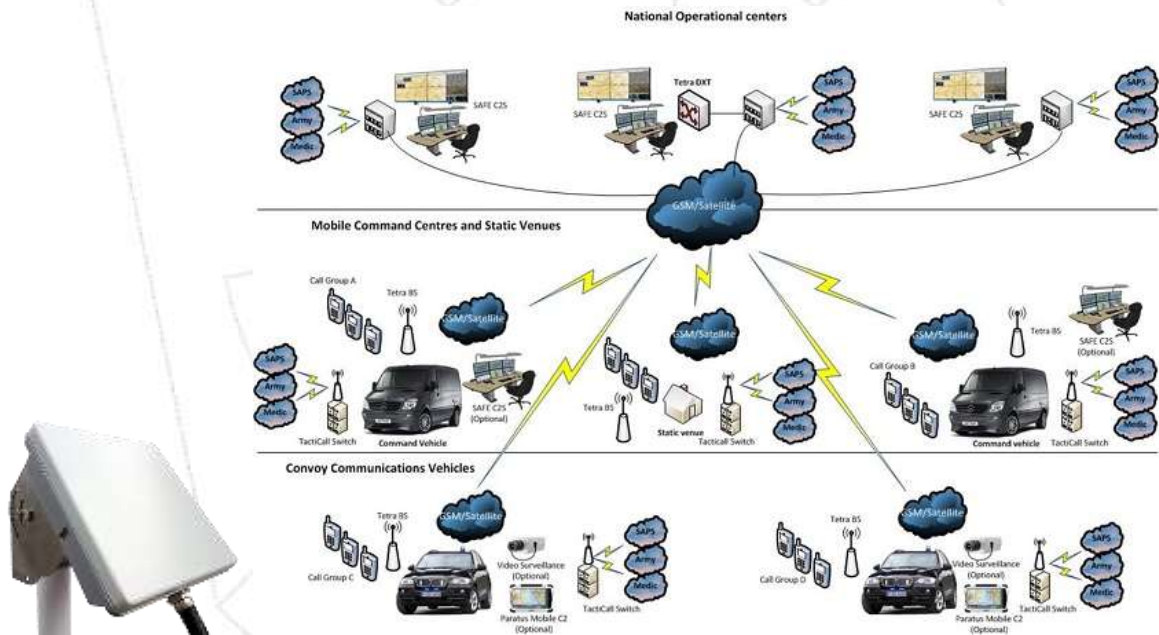 National Operational centers
SAPS
Army
Medic
SAFE C2S
Tetra DXT
SAFE C2S
SAPS
Army
Medic
SAFE C2S
SAPS
Army
Medic
GSM/Satellite
Mobile Command Centres and Static Venues
Call Group A
Tetra BS
GSM/Satellite
SAPS
Army
Medic
TactiCall Switch
Command Vehicle
SAFE C2S
(Optional)
GSM/Satellite
Tetra BS
Static venue
Tacticall Switch
SAPS
Army
Medic
GSM/Satellite
Tetra BS
SAFE C2S
(Optional)
Call Group B
Command vehicle
TactiCall Switch
SAPS
Army
Medic
Convoy Communications Vehicles
GSM/Satellite
Tetra BS
Call Group C
Video Surveillance
(Optional)
Paratus Mobile C2
(Optional)
TactiCall Switch
SAPS
Army
Medic
GSM/Satellite
Tetra BS
Call Group D
Video Surveillance
(Optional)
Paratus Mobile C2
(Optional)
TactiCall Switch
SAPS
Army
Medic